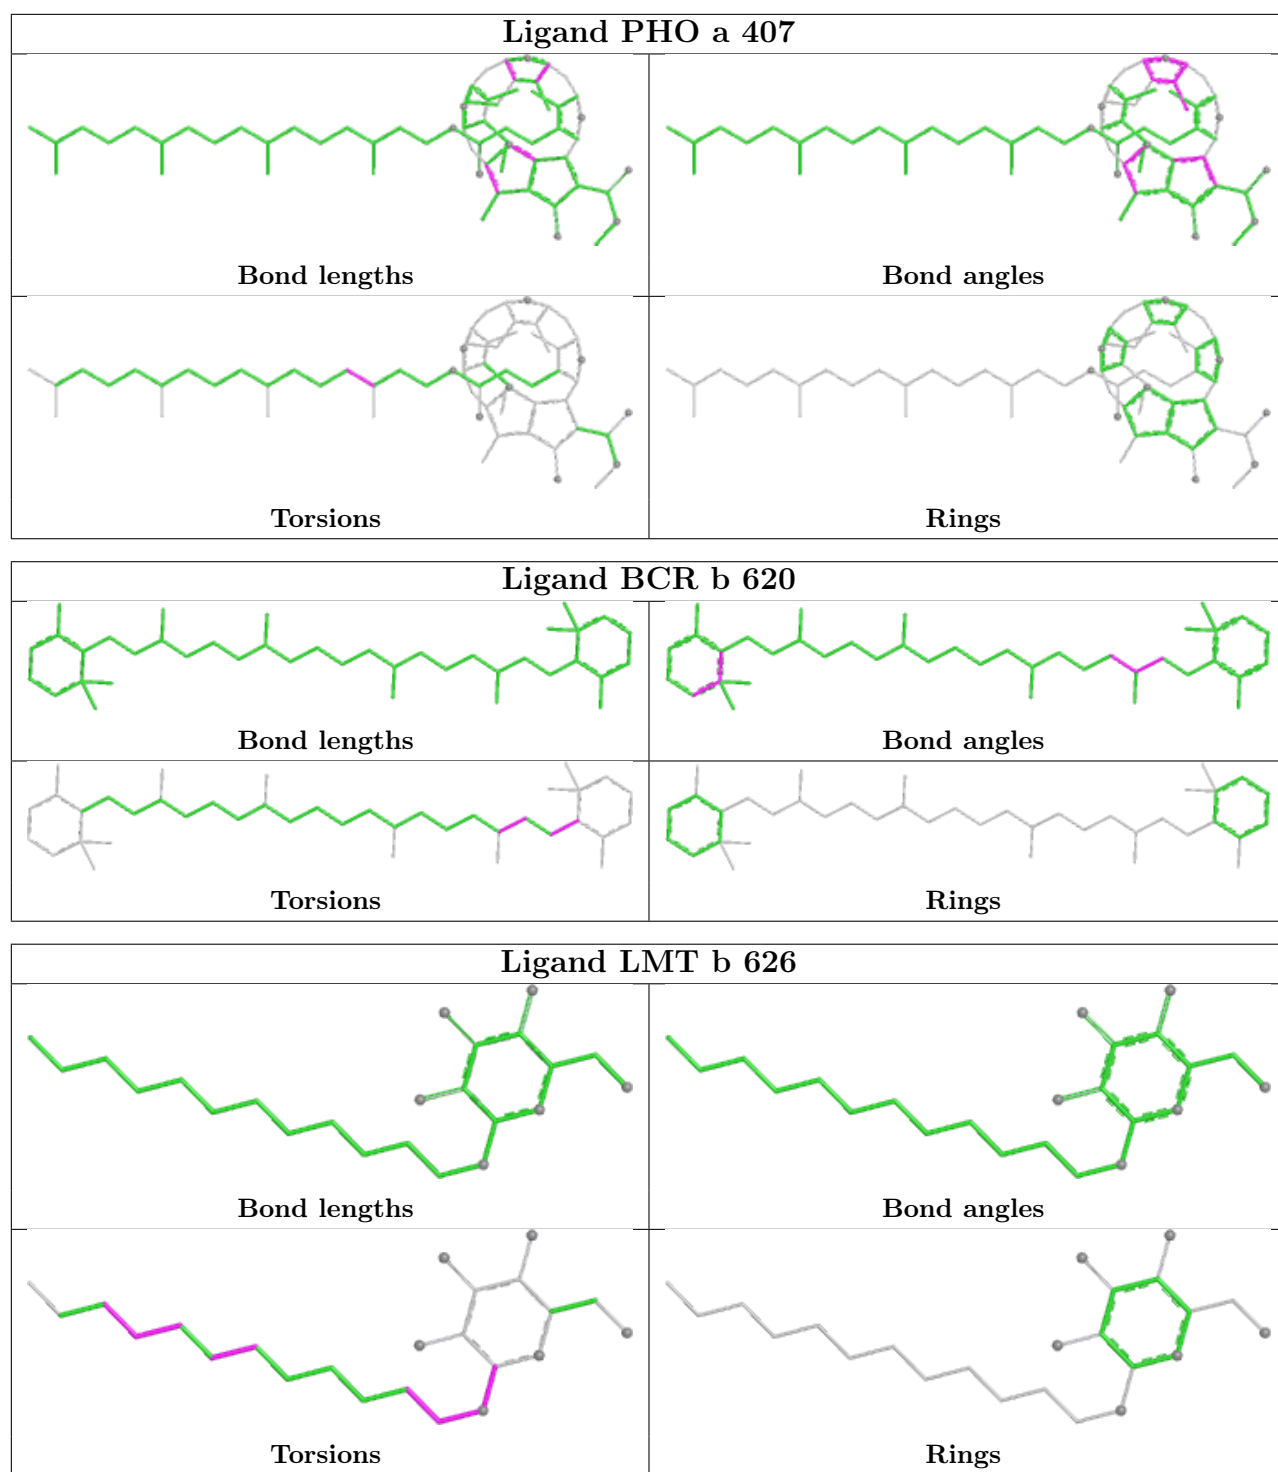 Ligand PHO a 407
Bond lengths
Bond angles
Torsions
Rings
Ligand BCR b 620
Bond lengths
Bond angles
Torsions
Rings
Ligand LMT b 626
Bond lengths
Bond angles
Torsions
Rings